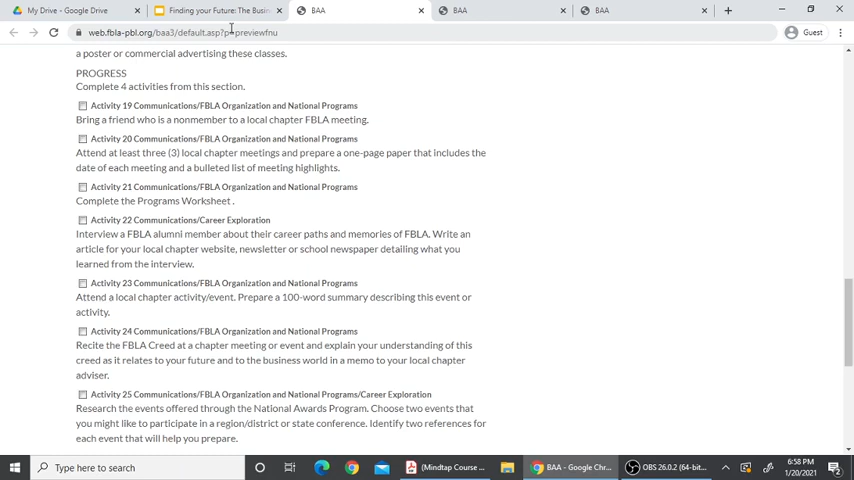 My Drive - Google Drive
Finding your Future: The Busin
BAA
BAA
BAA
web.fbla-pbl.org/baa3/default.asp?p=previewfnu
Guest
a poster or commercial advertising these classes.
PROGRESS
Complete 4 activities from this section.
Activity 19 Communications/FBLA Organization and National Programs
Bring a friend who is a nonmember to a local chapter FBLA meeting.
Activity 20 Communications/FBLA Organization and National Programs
Attend at least three (3) local chapter meetings and prepare a one-page paper that includes the
date of each meeting and a bulleted list of meeting highlights.
Activity 21 Communications/FBLA Organization and National Programs
Complete the Programs Worksheet .
Activity 22 Communications/Career Exploration
Interview a FBLA alumni member about their career paths and memories of FBLA. Write an
article for your local chapter website, newsletter or school newspaper detailing what you
learned from the interview.
Activity 23 Communications/FBLA Organization and National Programs
Attend a local chapter activity/event. Prepare a 100-word summary describing this event or
activity.
Activity 24 Communications/FBLA Organization and National Programs
Recite the FBLA Creed at a chapter meeting or event and explain your understanding of this
creed as it relates to your future and to the business world in a memo to your local chapter
adviser.
Activity 25 Communications/FBLA Organization and National Programs/Career Exploration
Research the events offered through the National Awards Program. Choose two events that
you might like to participate in a region/district or state conference. Identify two references for
each event that will help you prepare.
Type here to search
(Mindtap Course ...
BAA - Google Chr...
OBS 26.0.2 (64-bit...
6:58 PM
1/20/2021
2